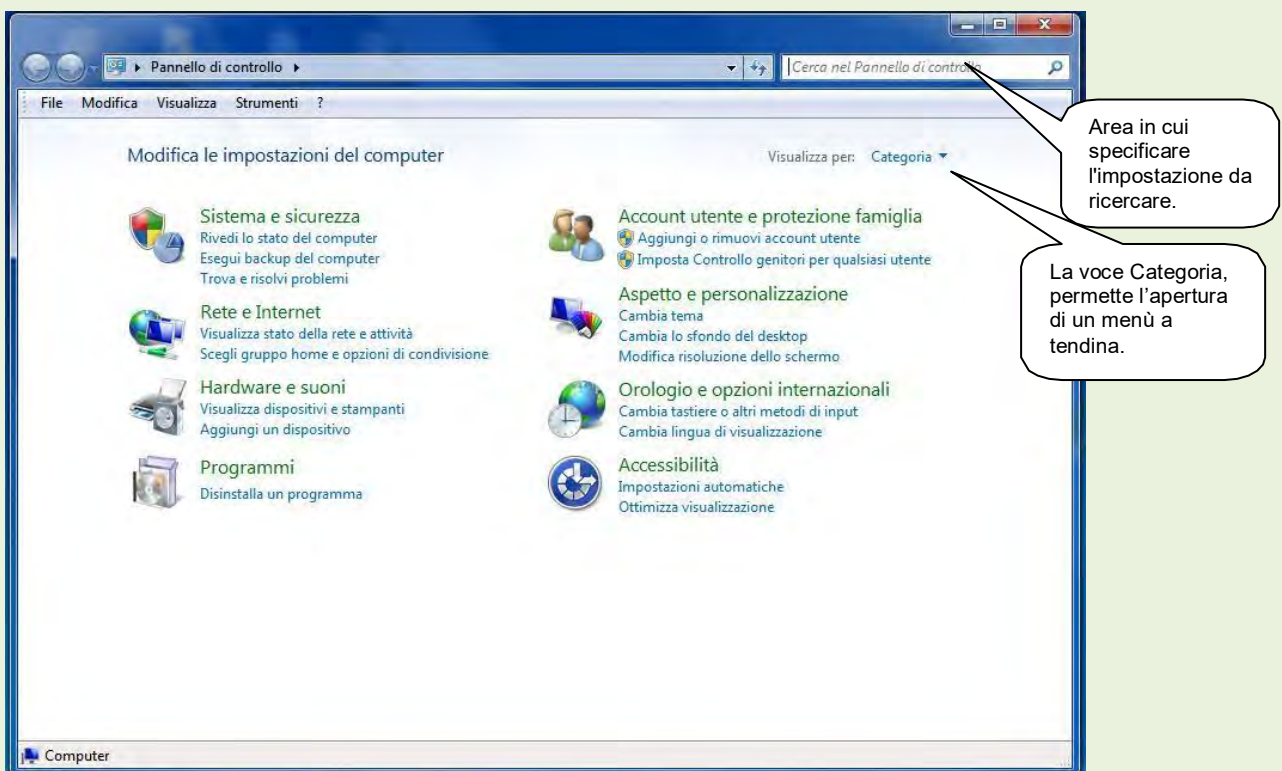 Pannello di controllo
Cerca nel Pannello di controllo
File Modifica Visualizza Strumenti ?
Modifica le impostazioni del computer
Visualizza per: Categoria
Sistema e sicurezza
Rivedi lo stato del computer
Esegui backup del computer
Trova e risolvi problemi
Rete e Internet
Visualizza stato della rete e attività
Scegli gruppo home e opzioni di condivisione
Hardware e suoni
Visualizza dispositivi e stampanti
Aggiungi un dispositivo
Programmi
Disinstalla un programma
Account utente e protezione famiglia
Aggiungi o rimuovi account utente
Imposta Controllo genitori per qualsiasi utente
Aspetto e personalizzazione
Cambia tema
Cambia lo sfondo del desktop
Modifica risoluzione dello schermo
Orologio e opzioni internazionali
Cambia tastiere o altri metodi di input
Cambia lingua di visualizzazione
Accessibilità
Impostazioni automatiche
Ottimizza visualizzazione
Area in cui
specificare
l'impostazione da
ricercare.
La voce Categoria,
permette l’apertura
di un menù a
tendina.
Computer